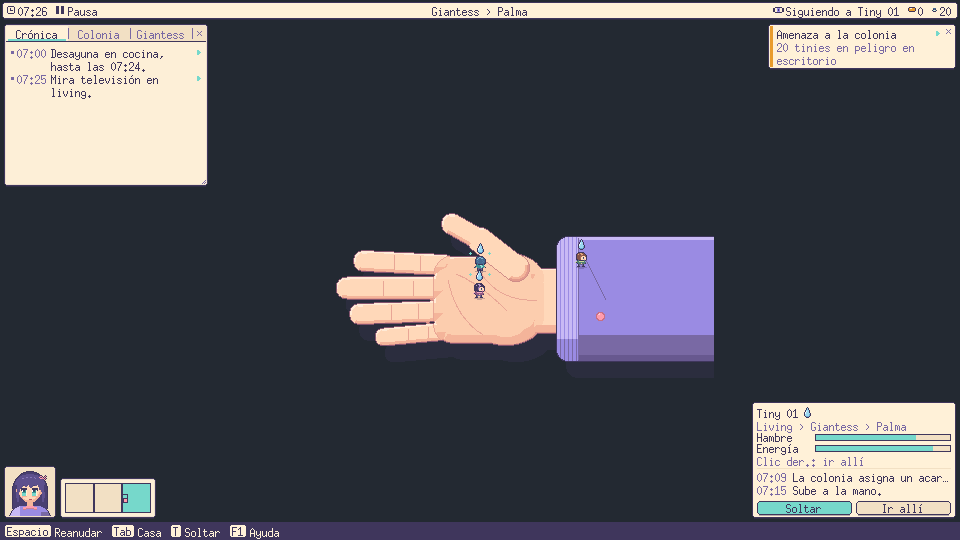 07:26 Pausa
Giantess > Palma
Siguiendo a Tiny 01 0 20
Crónica | Colonia | Giantess | ×
07:00 Desayuna en cocina,
hasta las 07:24.
07:25 Mira televisión en
living.
Amenaza a la colonia ×
20 tinies en peligro en
escritorio
Tiny 01
Living > Giantess > Palma
Hambre
Energía
Clic der.: ir allí
07:09 La colonia asigna un acar…
07:15 Sube a la mano.
Soltar Ir allí
Espacio Reanudar Tab Casa T Soltar F1 Ayuda